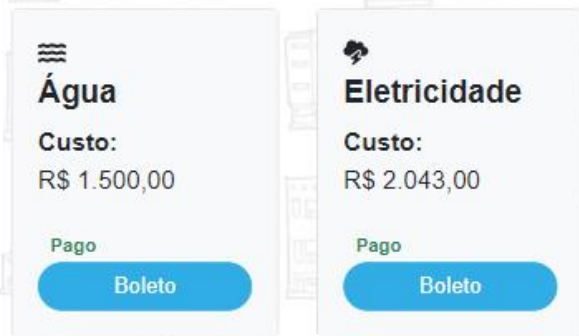 Água
Custo:
R$ 1.500,00
Pago
Boleto
Eletricidade
Custo:
R$ 2.043,00
Pago
Boleto